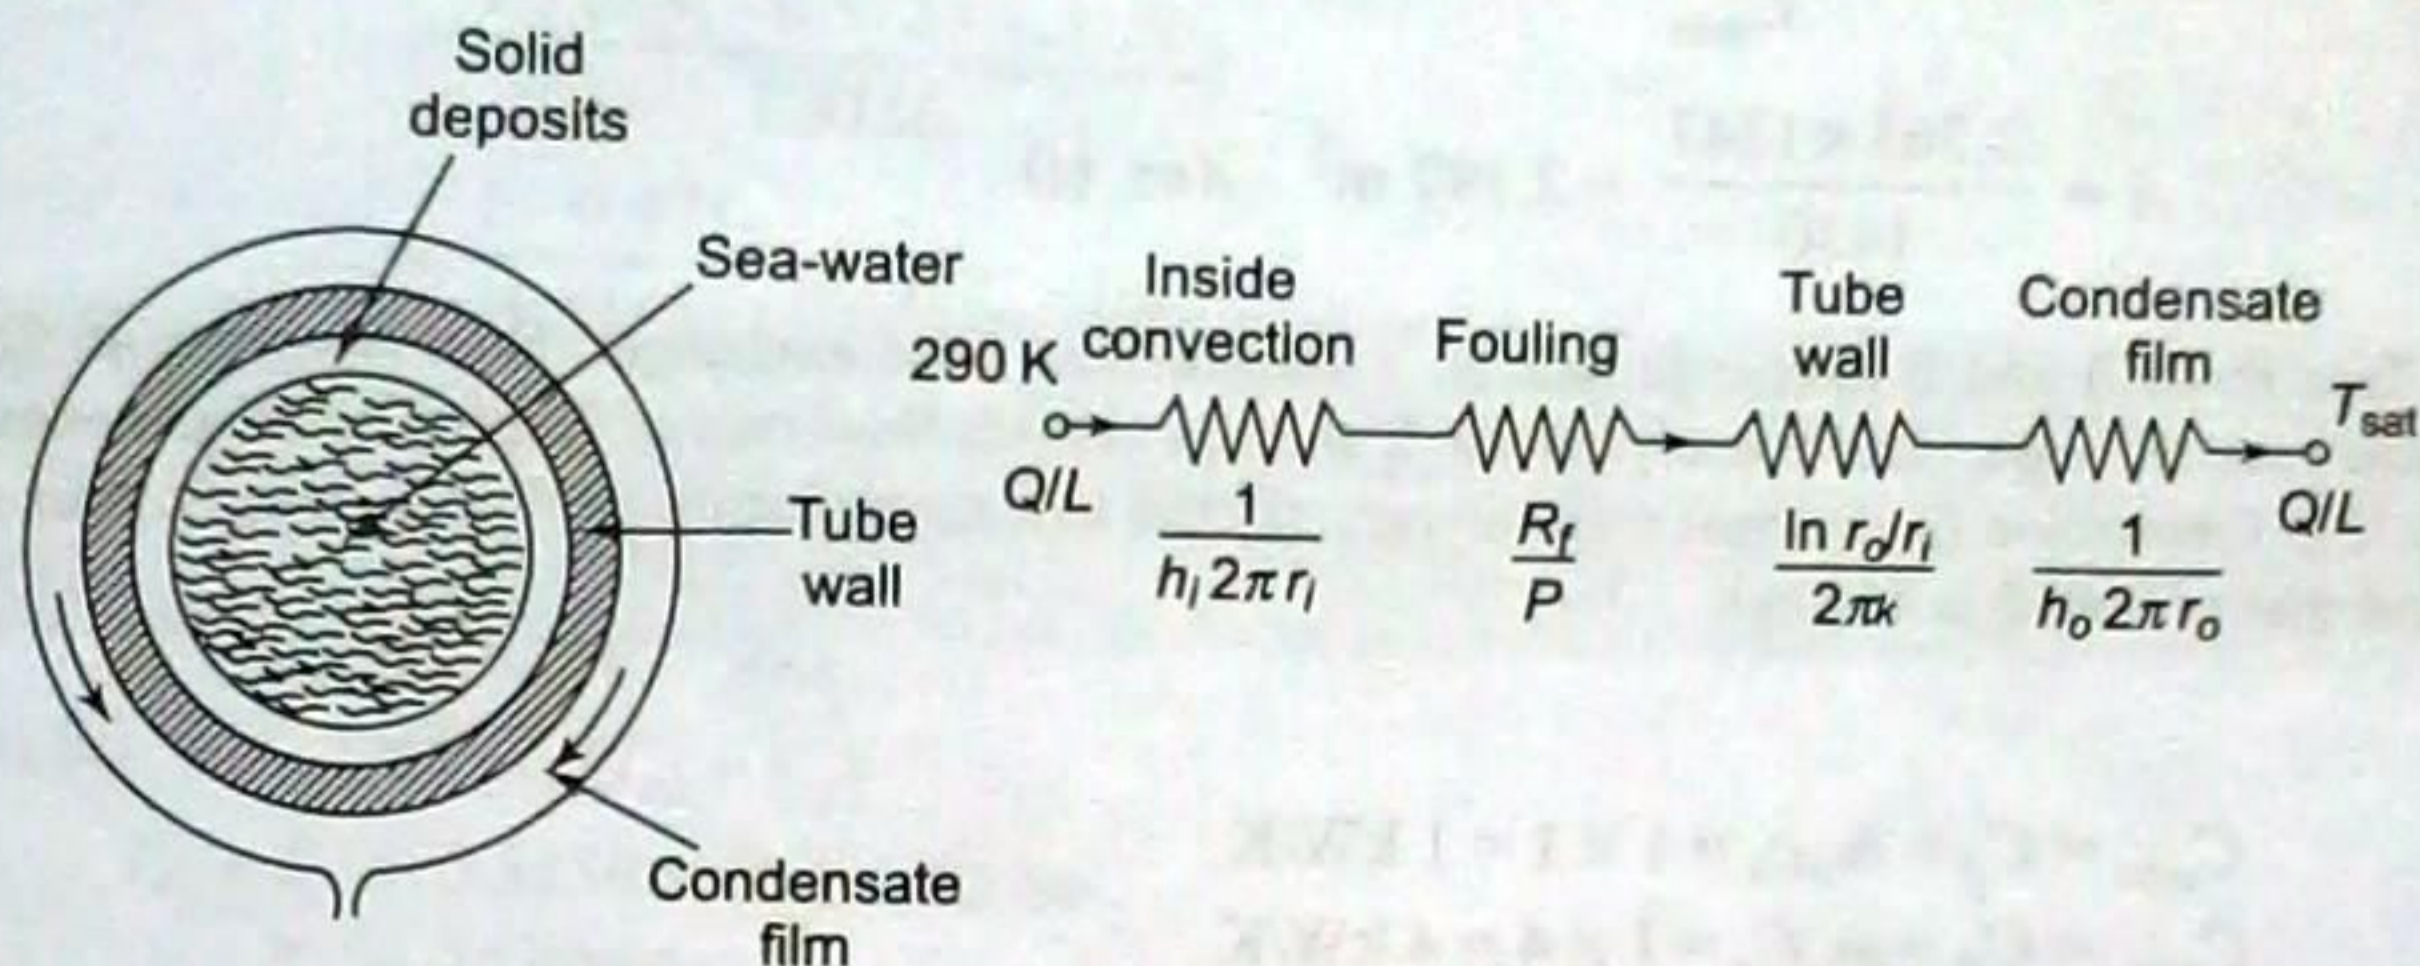 Solid
deposits
Sea-water
Tube
wall
Condensate
film
290 K
Inside
convection
Fouling
Tube
wall
Condensate
film
T_sat
Q/L
1
h_i 2π r_i
R_f
P
ln r_o/r_i
2πk
1
h_o 2π r_o
Q/L